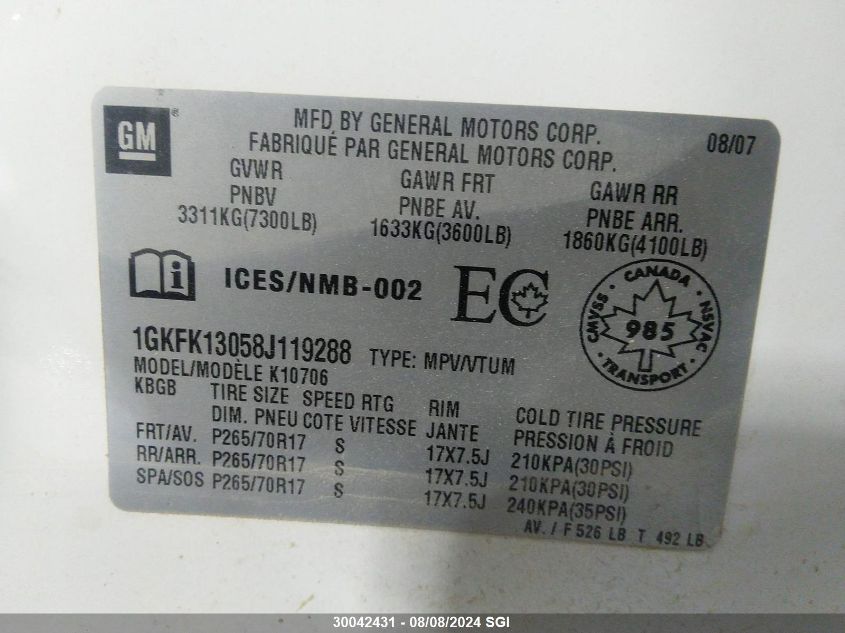 GM
MFD BY GENERAL MOTORS CORP. 08/07
FABRIQUÉ PAR GENERAL MOTORS CORP.
GVWR GAWR FRT GAWR RR
PNBV PNBE AV. PNBE ARR.
3311KG(7300LB) 1633KG(3600LB) 1860KG(4100LB)
ICES/NMB-002 EC
CANADA
CMVSS 985 NSVAC
TRANSPORT
1GKFK13058J119288 TYPE: MPV/VTUM
MODEL/MODÈLE K10706
KBGB TIRE SIZE SPEED RTG RIM COLD TIRE PRESSURE
DIM. PNEU COTE VITESSE JANTE PRESSION À FROID
FRT/AV. P265/70R17 S 17X7.5J 210KPA(30PSI)
RR/ARR. P265/70R17 S 17X7.5J 210KPA(30PSI)
SPA/SOS P265/70R17 S 17X7.5J 240KPA(35PSI)
AV. / F 526 LB T 492 LB
30042431 - 08/08/2024 SGI